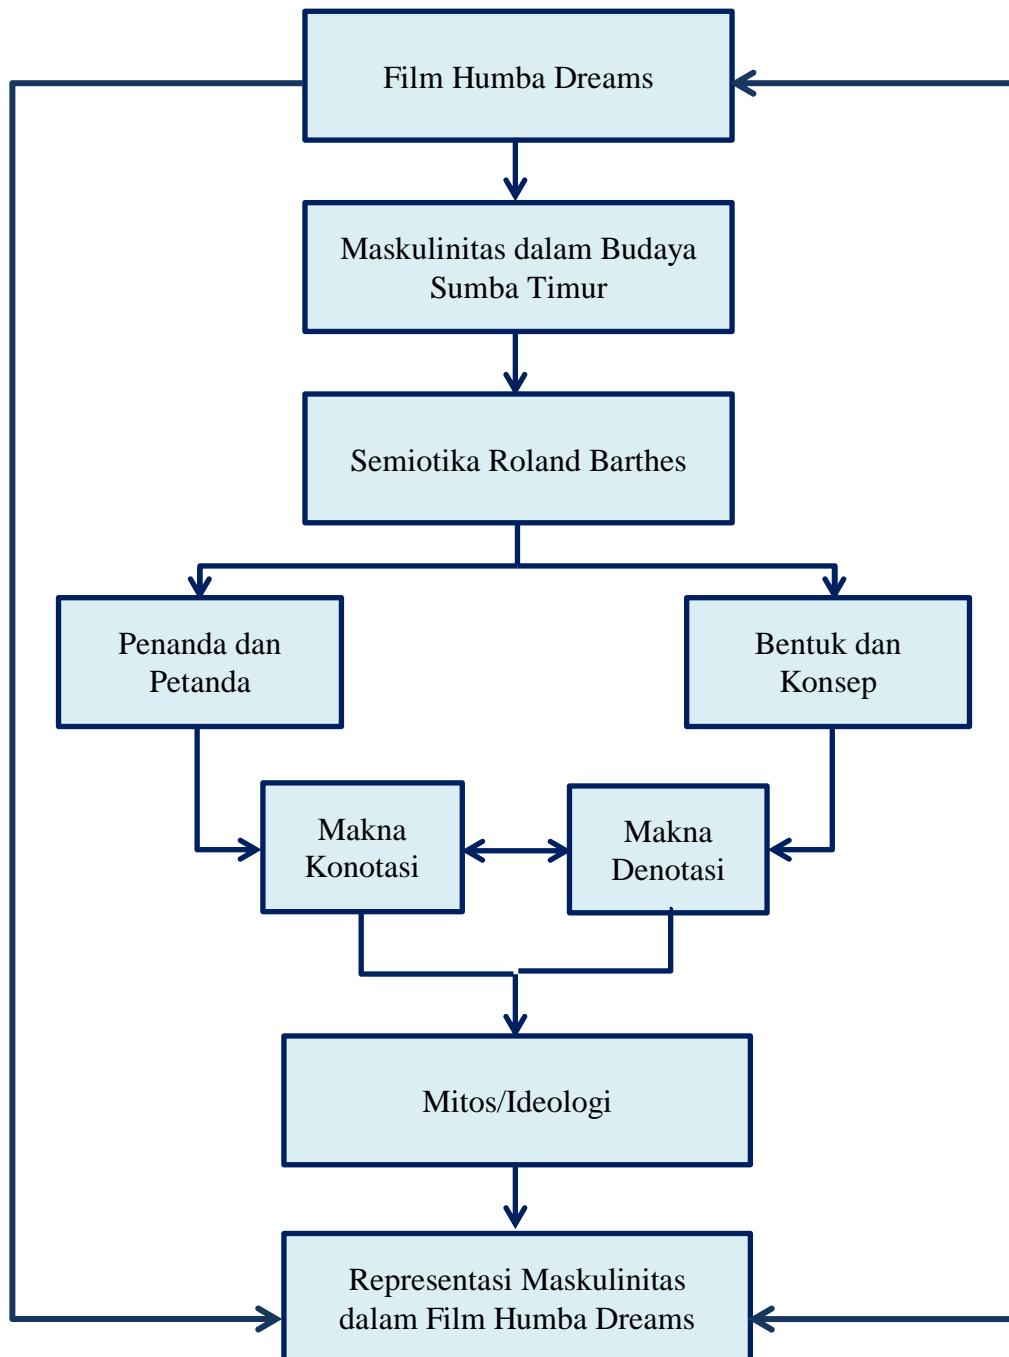 Film Humba Dreams
Maskulinitas dalam Budaya
Sumba Timur
Semiotika Roland Barthes
Penanda dan
Petanda
Bentuk dan
Konsep
Makna
Konotasi
Makna
Denotasi
Mitos/Ideologi
Representasi Maskulinitas
dalam Film Humba Dreams